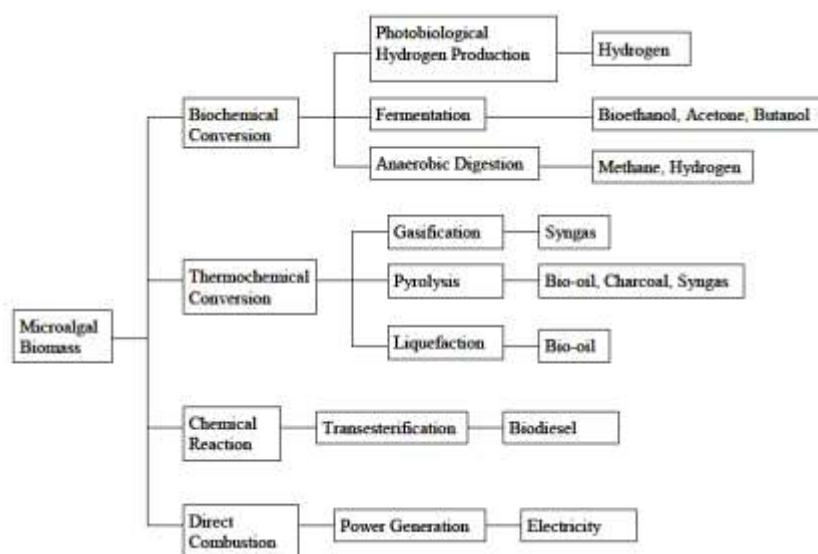 Photobiological
Hydrogen Production
Hydrogen
Biochemical
Conversion
Fermentation
Bioethanol, Acetone, Butanol
Anaerobic Digestion
Methane, Hydrogen
Gasification
Syngas
Thermochemical
Conversion
Pyrolysis
Bio-oil, Charcoal, Syngas
Microalgal
Biomass
Liquefaction
Bio-oil
Chemical
Reaction
Transesterification
Biodiesel
Direct
Combustion
Power Generation
Electricity